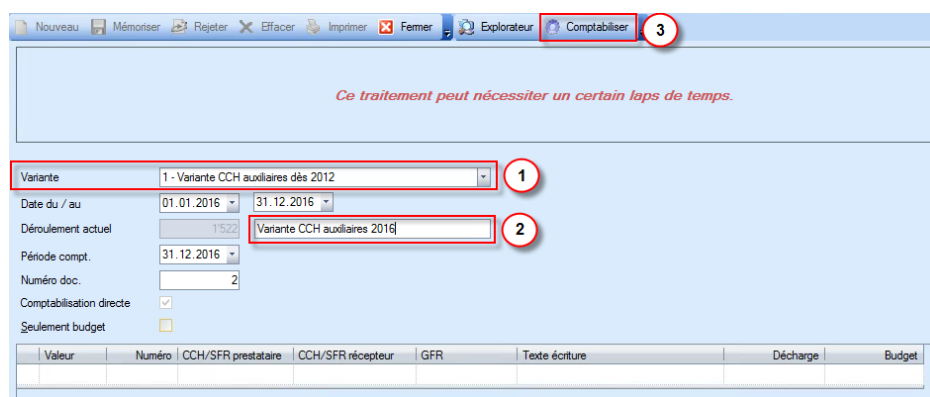 Nouveau Mémoriser Rejeter Effacer Imprimer Fermer Explorateur Comptabiliser 3
Ce traitement peut nécessiter un certain laps de temps.
Variante 1 - Variante CCH auxiliaires dès 2012 1
Date du / au 01.01.2016 31.12.2016
Déroulement actuel 1'522 Variante CCH auxiliaires 2016 2
Période compt. 31.12.2016
Numéro doc. 2
Comptabilisation directe
Seulement budget
Valeur Numéro CCH/SFR prestataire CCH/SFR récepteur GFR Texte écriture Décharge Budget